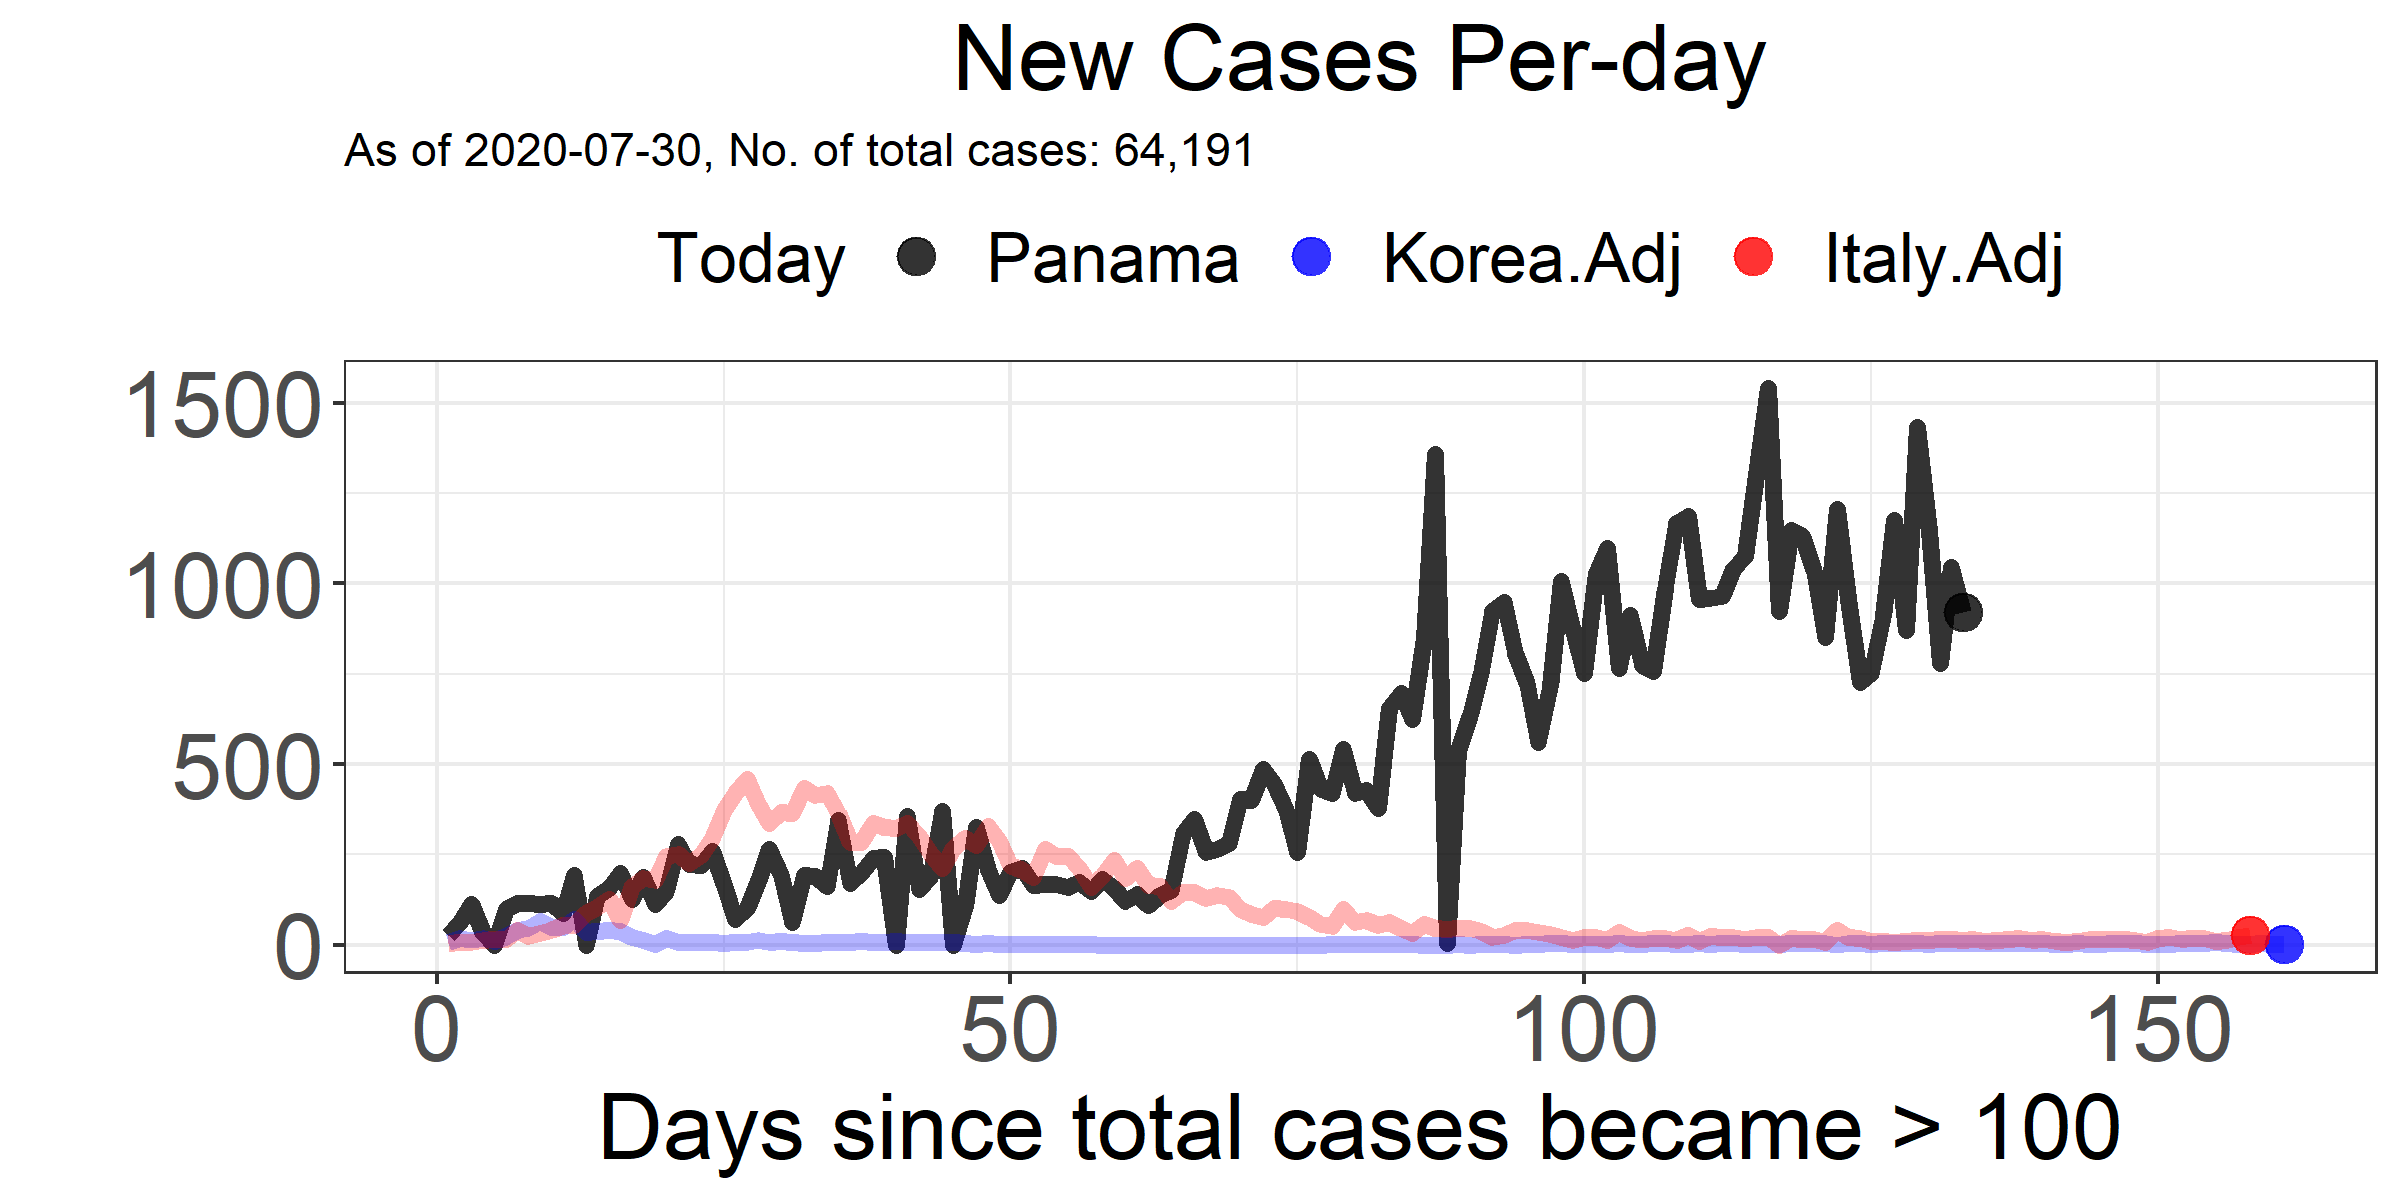 New Cases Per-day
As of 2020-07-30, No. of total cases: 64,191
Today Panama Korea.Adj Italy.Adj
1500
1000
500
0
0 50 100 150
Days since total cases became > 100